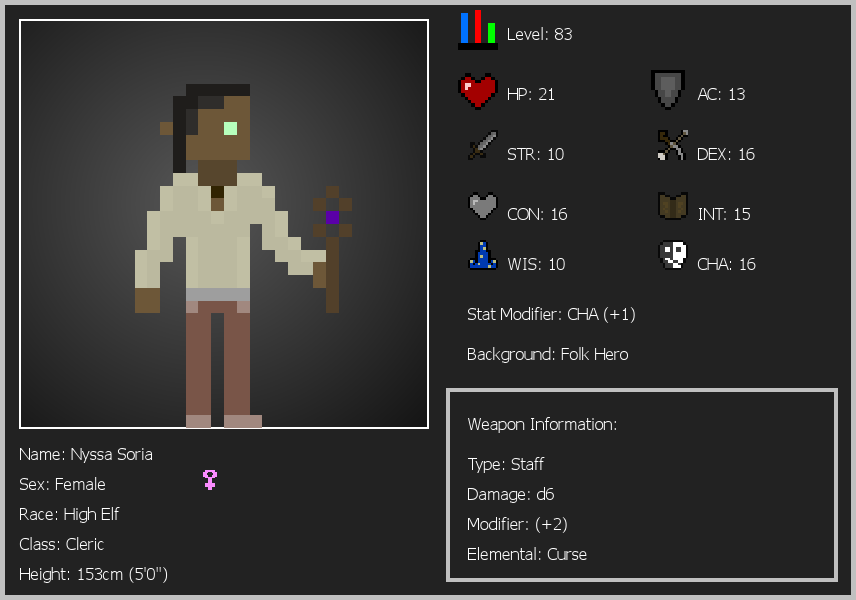 Level: 83
HP: 21
AC: 13
STR: 10
DEX: 16
CON: 16
INT: 15
WIS: 10
CHA: 16
Stat Modifier: CHA (+1)
Background: Folk Hero
Weapon Information:
Type: Staff
Damage: d6
Modifier: (+2)
Elemental: Curse
Name: Nyssa Soria
Sex: Female
Race: High Elf
Class: Cleric
Height: 153cm (5'0")